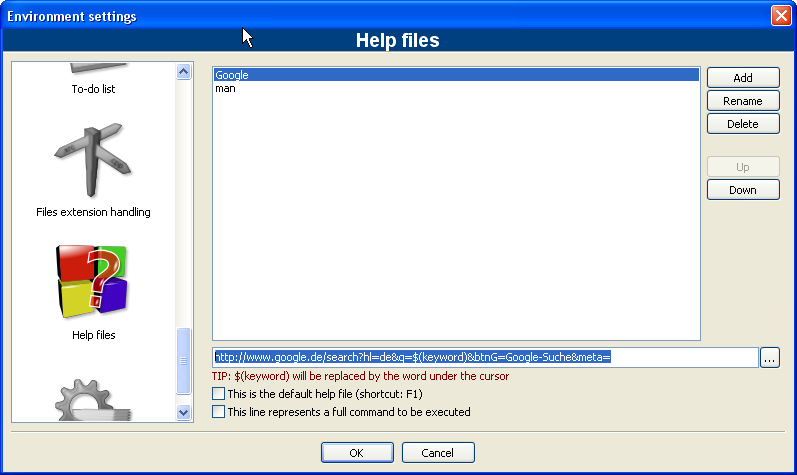 Environment settings
Help files
To-do list
Files extension handling
Help files
Google
man
Add
Rename
Delete
Up
Down
http://www.google.de/search?hl=de&q=$(keyword)&btnG=Google-Suche&meta=
...
TIP: $(keyword) will be replaced by the word under the cursor
This is the default help file (shortcut: F1)
This line represents a full command to be executed
OK
Cancel